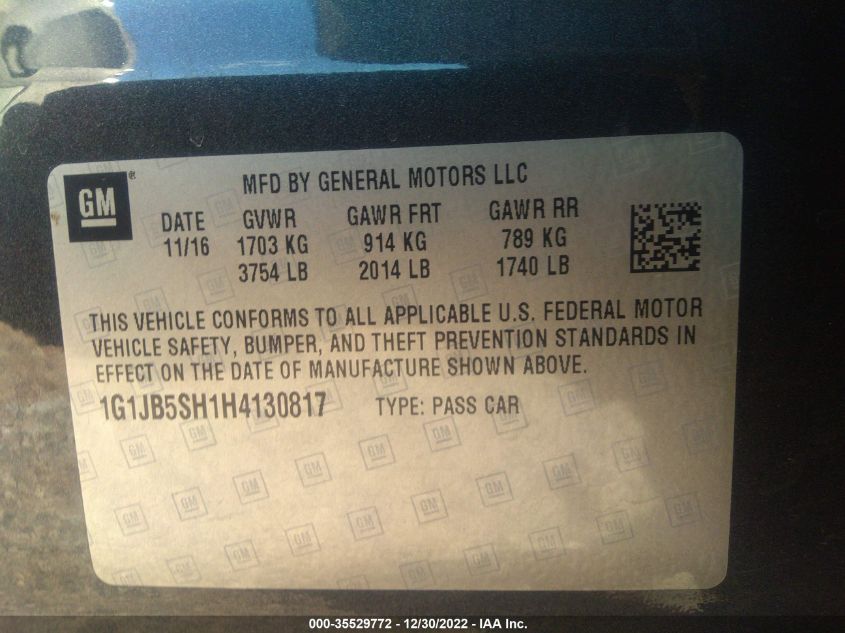 GM®
MFD BY GENERAL MOTORS LLC
DATE GVWR GAWR FRT GAWR RR
11/16 1703 KG 914 KG 789 KG
3754 LB 2014 LB 1740 LB
THIS VEHICLE CONFORMS TO ALL APPLICABLE U.S. FEDERAL MOTOR
VEHICLE SAFETY, BUMPER, AND THEFT PREVENTION STANDARDS IN
EFFECT ON THE DATE OF MANUFACTURE SHOWN ABOVE.
1G1JB5SH1H4130817 TYPE: PASS CAR
000-35529772 - 12/30/2022 - IAA Inc.